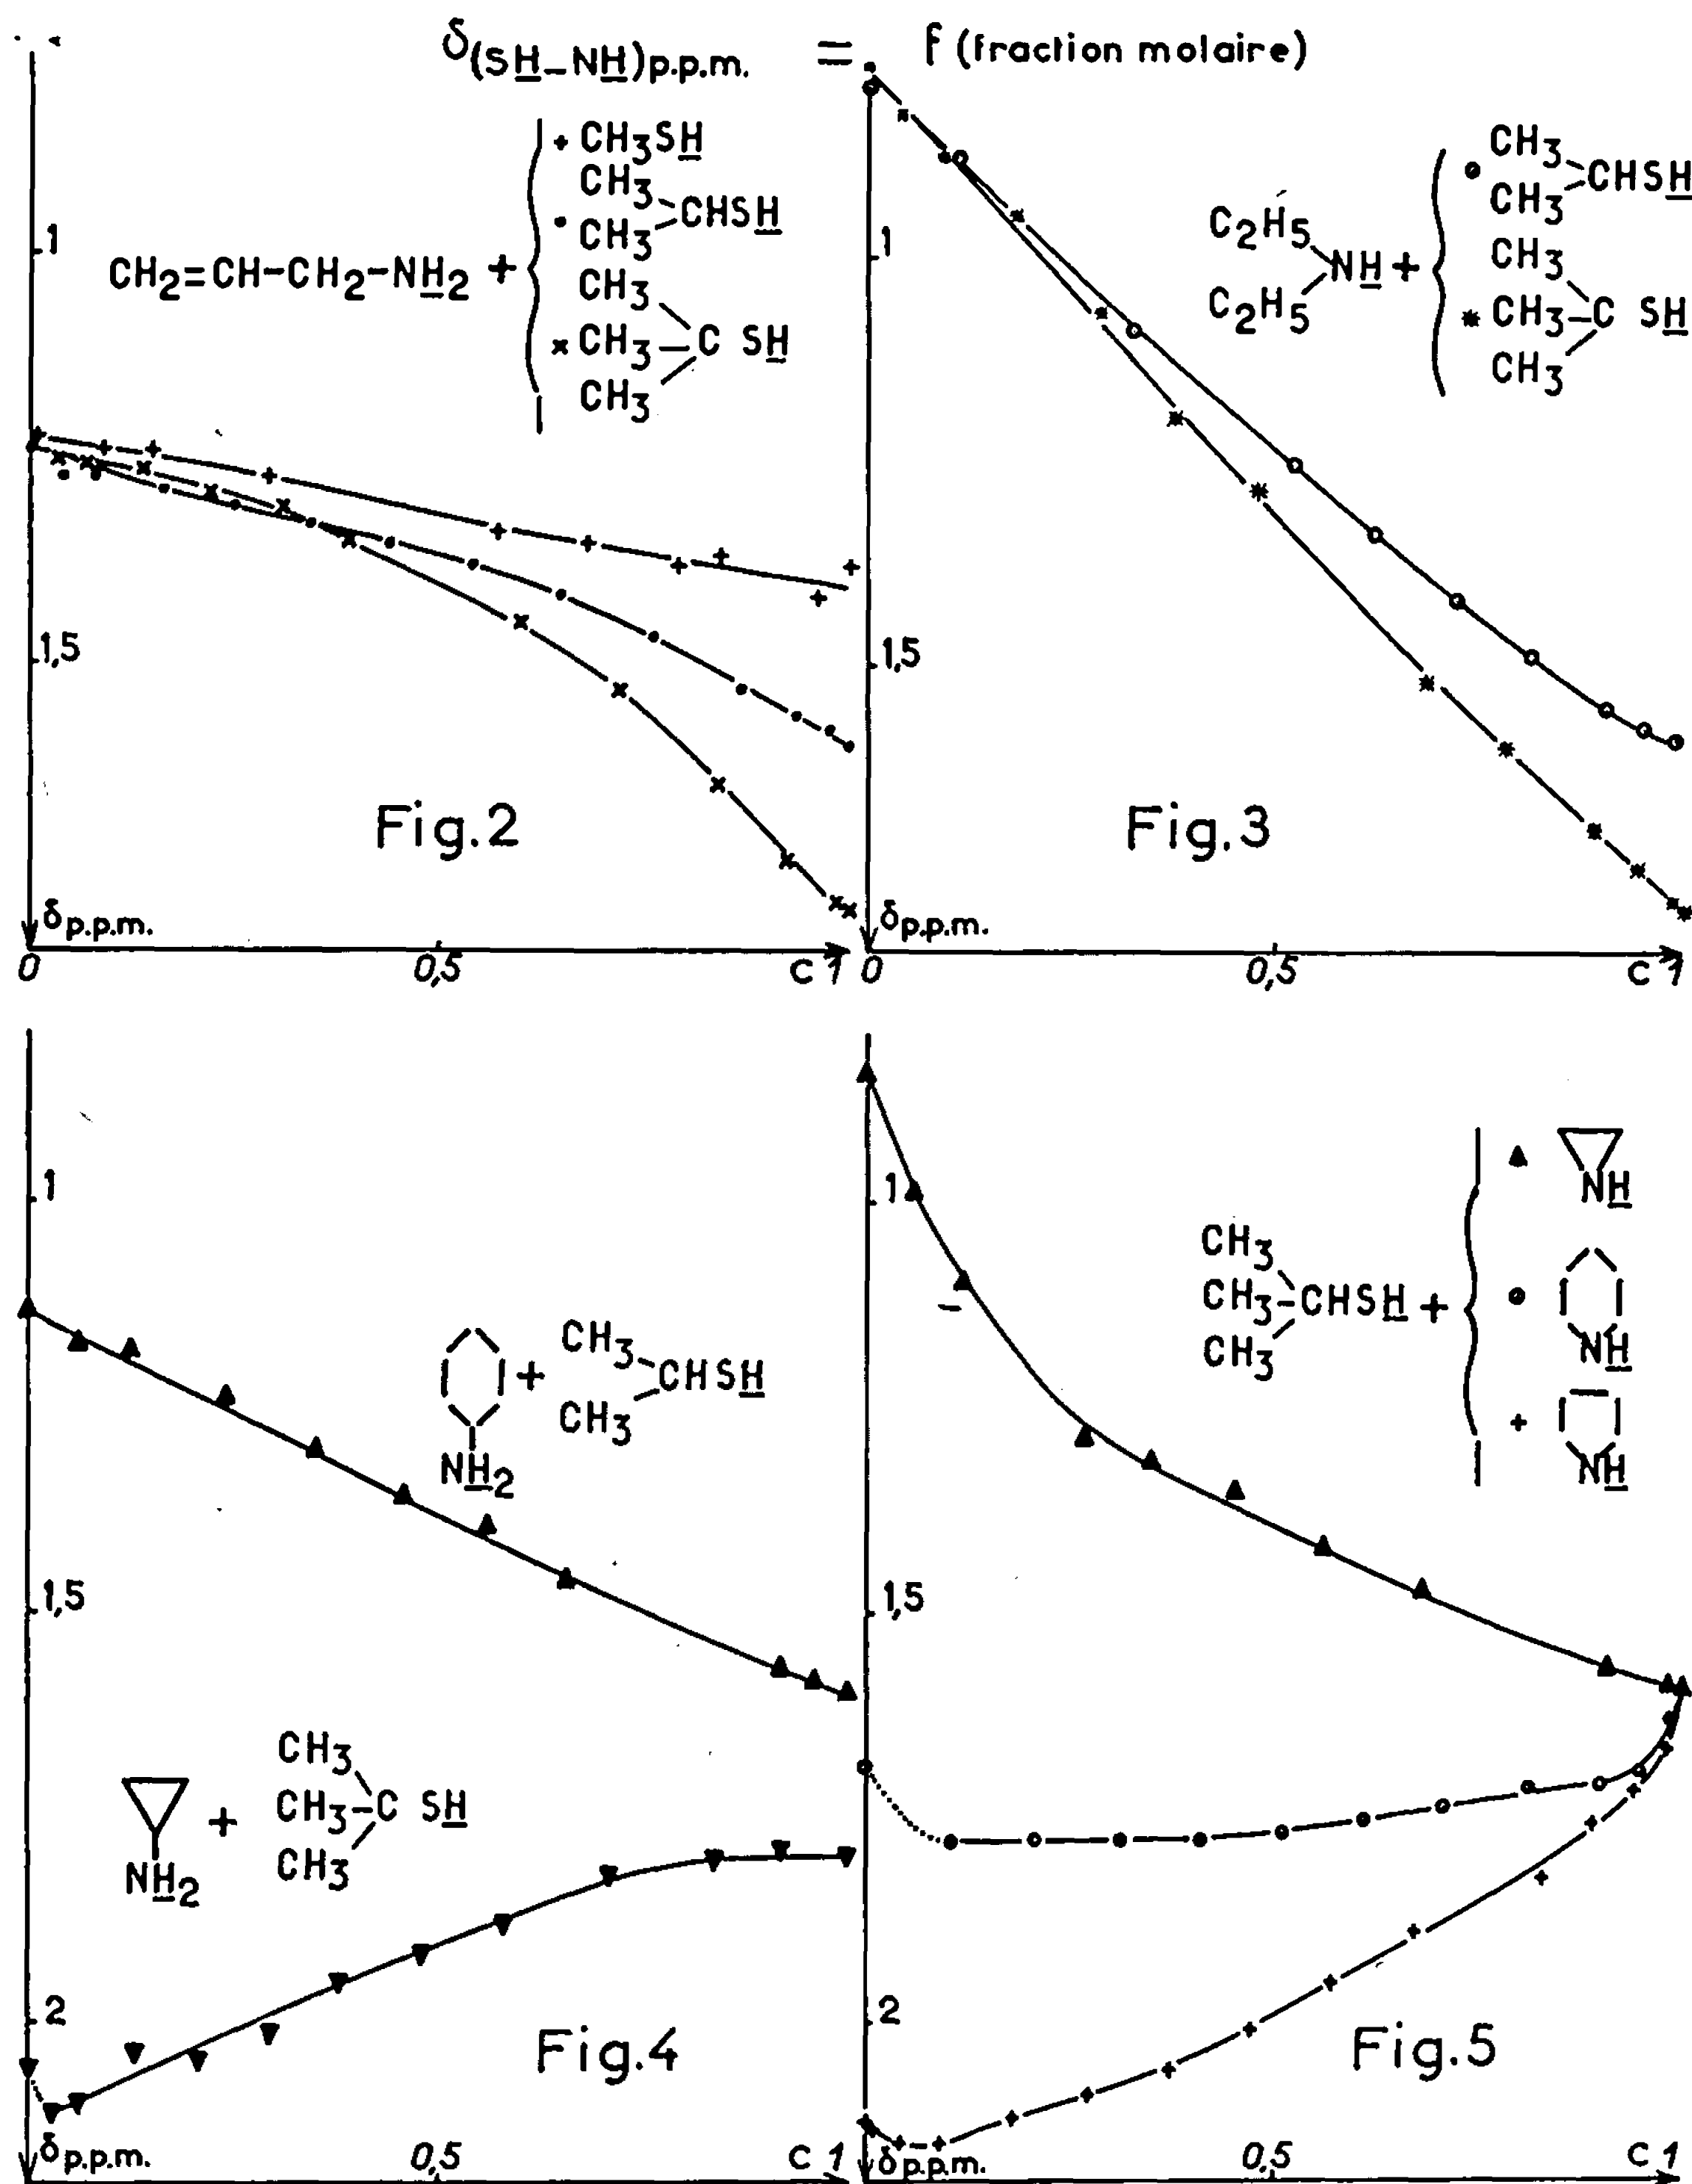 δ(SH–NH)p.p.m. = f (fraction molaire)
CH2=CH-CH2-NH2 +
+ CH3SH
CH3
• CHSH
CH3
CH3
x CH3-C SH
CH3
1
1,5
Fig.2
δp.p.m.
0 0,5 C 1
C2H5
NH +
C2H5
CH3
CHSH
CH3
CH3
* CH3-C SH
CH3
1
1,5
Fig.3
δp.p.m.
0 0,5 C 1
1
NH2
+
CH3
CHSH
CH3
1,5
NH2
+
CH3
CH3-C SH
CH3
2
Fig.4
δp.p.m.
0,5 C 1
1
CH3
CH3-CHSH +
CH3
NH
NH
+ NH
1,5
2
Fig.5
δp.p.m.
0,5 C 1